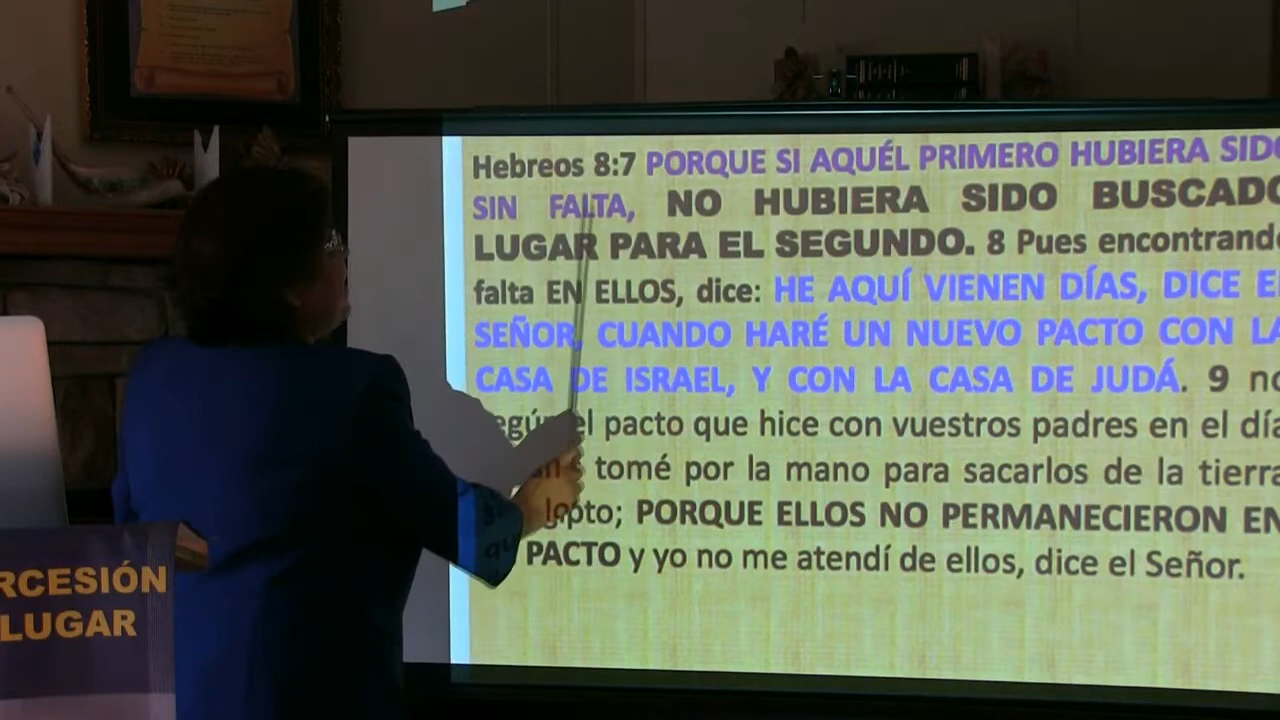 Hebreos 8:7 PORQUE SI AQUÉL PRIMERO HUBIERA SIDO
SIN FALTA, NO HUBIERA SIDO BUSCADO
LUGAR PARA EL SEGUNDO. 8 Pues encontrando
falta EN ELLOS, dice: HE AQUÍ VIENEN DÍAS, DICE EL
SEÑOR, CUANDO HARÉ UN NUEVO PACTO CON LA
CASA DE ISRAEL, Y CON LA CASA DE JUDÁ. 9 no
según el pacto que hice con vuestros padres en el día
tomé por la mano para sacarlos de la tierra
PORQUE ELLOS NO PERMANECIERON EN
PACTO y yo no me atendí de ellos, dice el Señor.
RCESIÓN
LUGAR